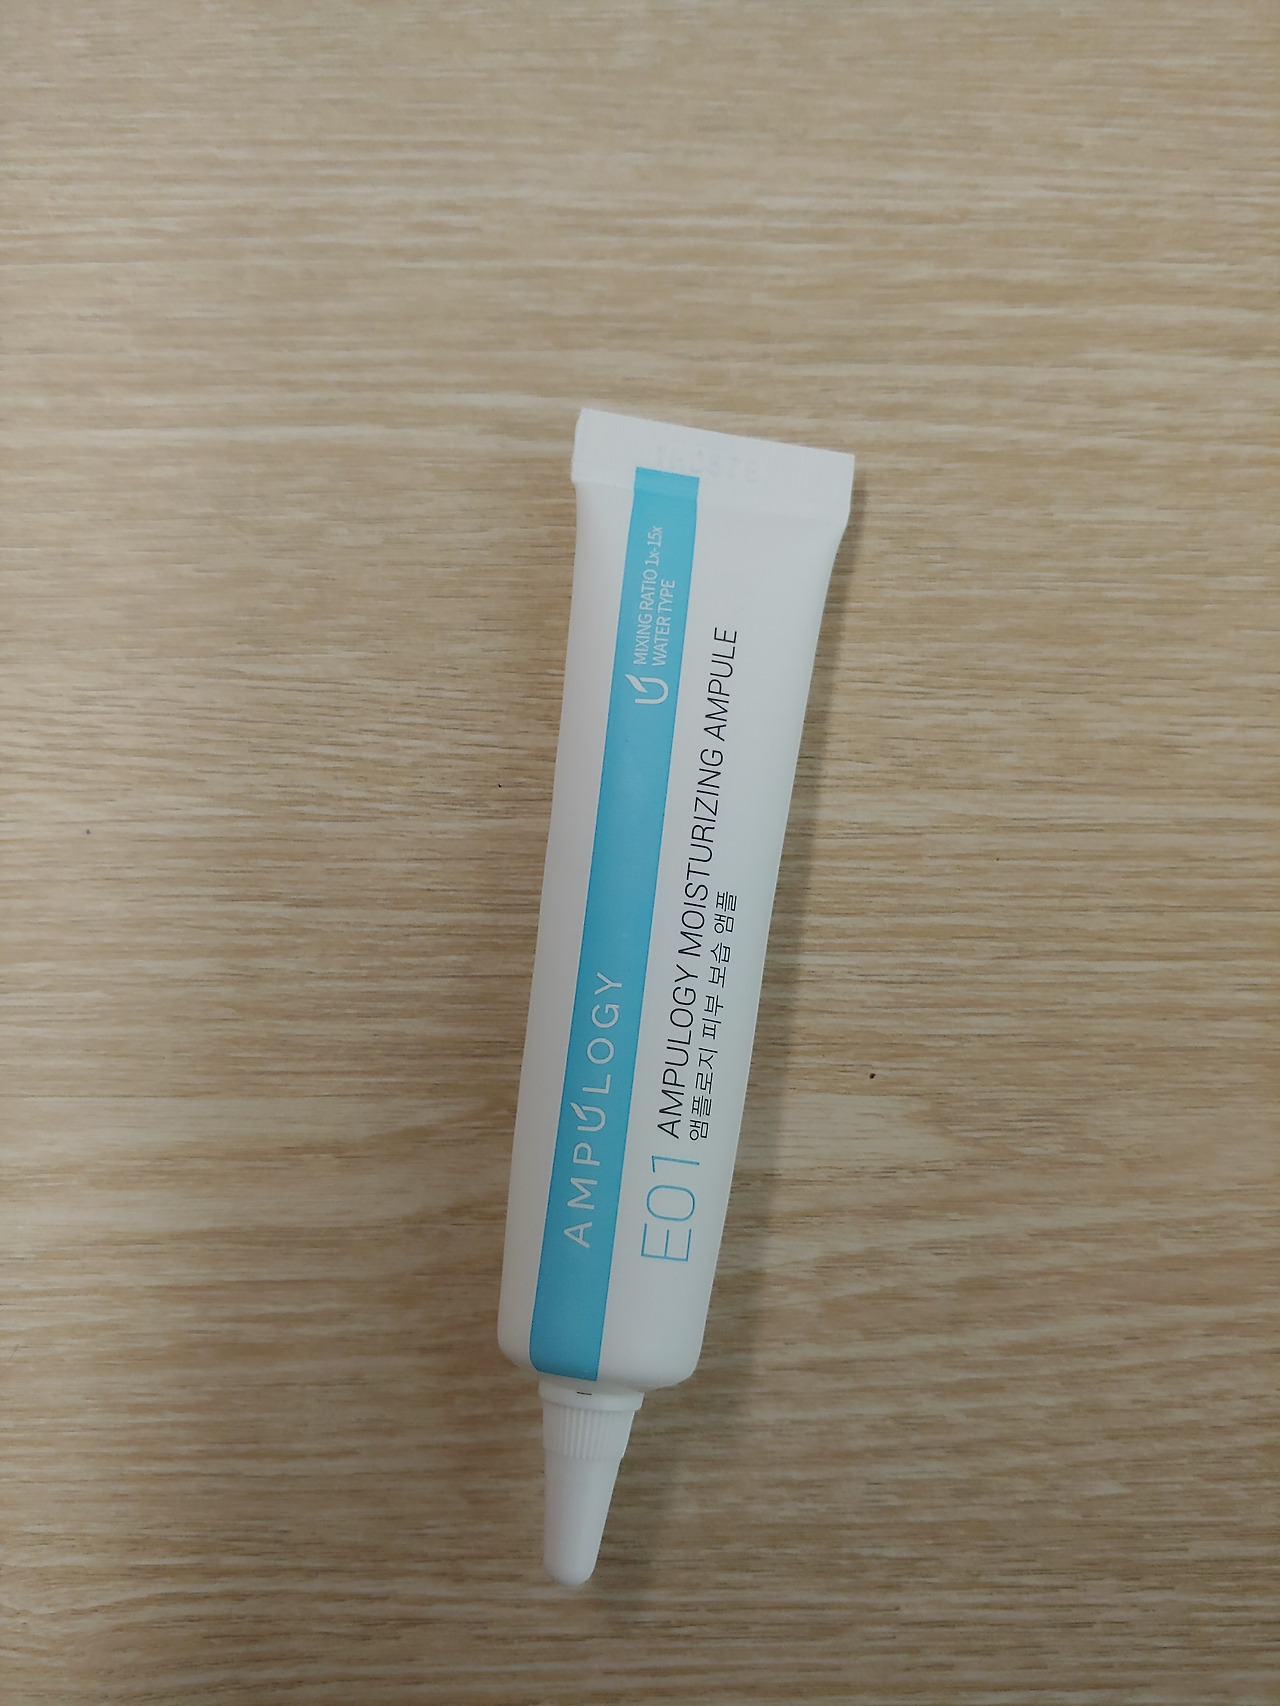 AMPULOGY
MIXING RATIO 1x-15x
WATER TYPE
E01
AMPULOGY MOISTURIZING AMPULE
앰플로지 피부 보습 앰플